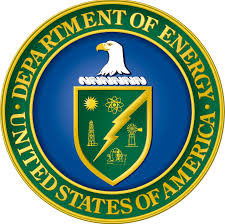 DEPARTMENT OF ENERGY
UNITED STATES OF AMERICA